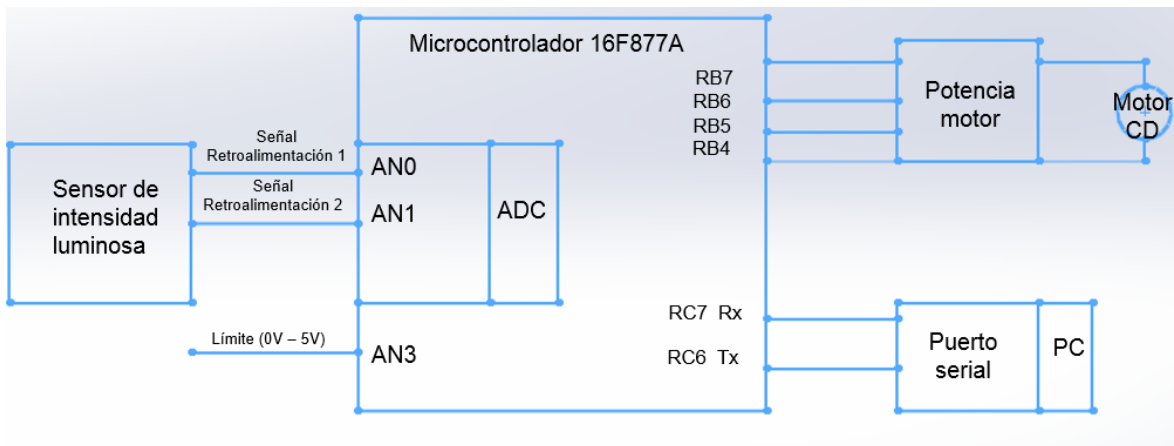 Microcontrolador 16F877A
Sensor de
intensidad
luminosa
Señal
Retroalimentación 1
Señal
Retroalimentación 2
Límite (0V – 5V)
AN0
AN1
AN3
ADC
RB7
RB6
RB5
RB4
Potencia
motor
Motor
CD
RC7 Rx
RC6 Tx
Puerto
serial
PC